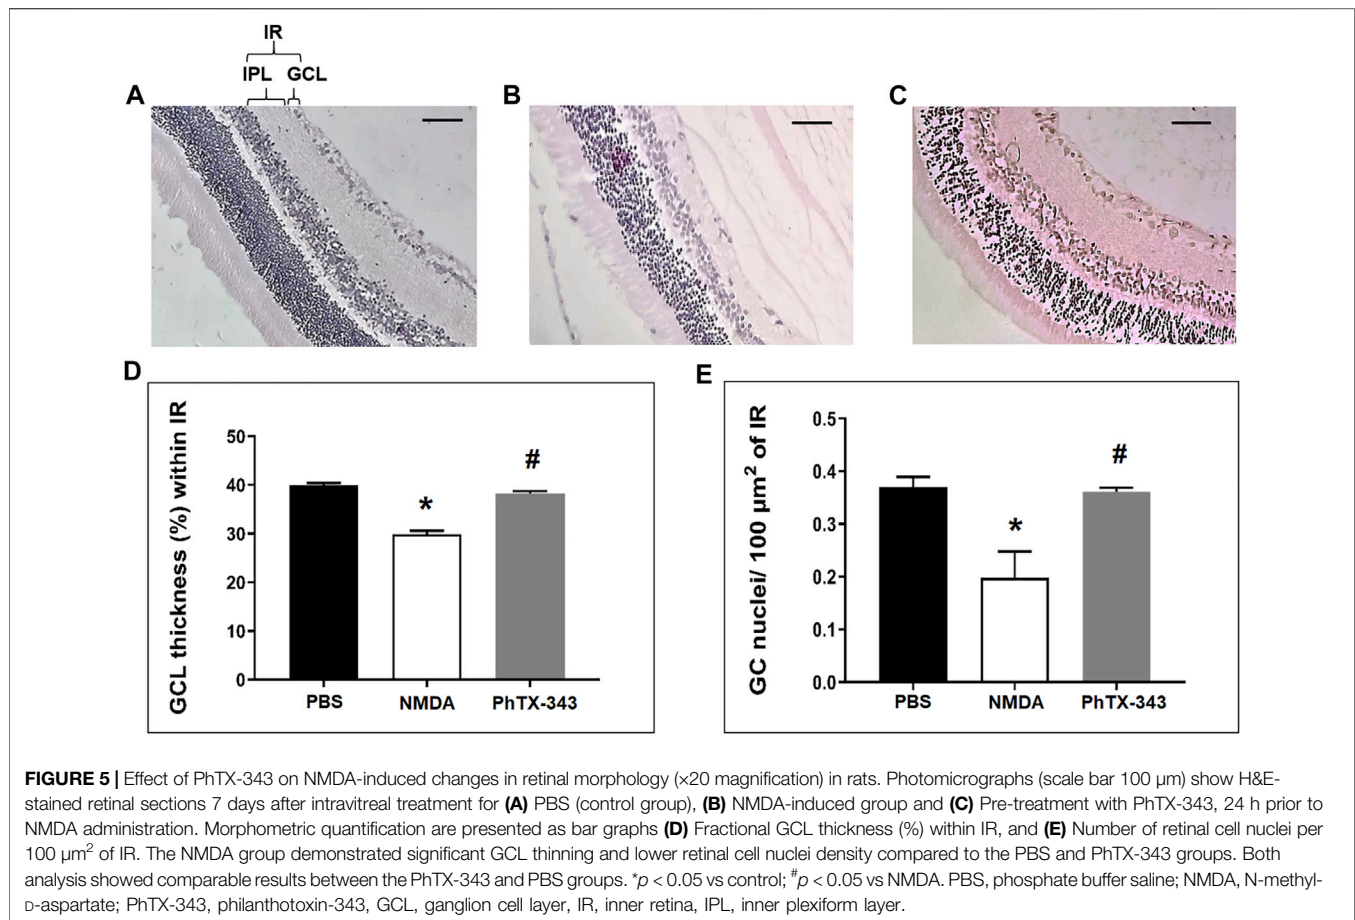 IR
IPL GCL
A
B
C
D
GCL thickness (%) within IR
50
40
30
20
10
0
*
#
PBS
NMDA
PhTX-343
E
GC nuclei/ 100 µm² of IR
0.5
0.4
0.3
0.2
0.1
0.0
*
#
PBS
NMDA
PhTX-343
FIGURE 5 | Effect of PhTX-343 on NMDA-induced changes in retinal morphology (×20 magnification) in rats. Photomicrographs (scale bar 100 µm) show H&E-
stained retinal sections 7 days after intravitreal treatment for (A) PBS (control group), (B) NMDA-induced group and (C) Pre-treatment with PhTX-343, 24 h prior to
NMDA administration. Morphometric quantification are presented as bar graphs (D) Fractional GCL thickness (%) within IR, and (E) Number of retinal cell nuclei per
100 µm² of IR. The NMDA group demonstrated significant GCL thinning and lower retinal cell nuclei density compared to the PBS and PhTX-343 groups. Both
analysis showed comparable results between the PhTX-343 and PBS groups. *p < 0.05 vs control; #p < 0.05 vs NMDA. PBS, phosphate buffer saline; NMDA, N-methyl-
D-aspartate; PhTX-343, philanthotoxin-343, GCL, ganglion cell layer, IR, inner retina, IPL, inner plexiform layer.